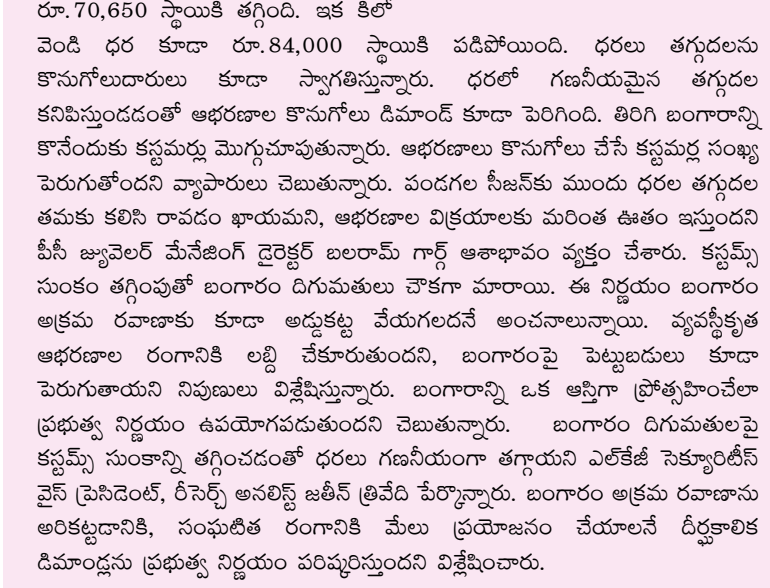 రూ.70,650 స్థాయికి తగ్గింది. ఇక కిలో
వెండి ధర కూడా రూ.84,000 స్థాయికి పడిపోయింది. ధరలు తగ్గుదలను
కొనుగోలుదారులు కూడా స్వాగతిస్తున్నారు. ధరలో గణనీయమైన తగ్గుదల
కనిపిస్తుండడంతో ఆభరణాల కొనుగోలు డిమాండ్ కూడా పెరిగింది. తిరిగి బంగారాన్ని
కొనేందుకు కస్టమర్లు మొగ్గుచూపుతున్నారు. ఆభరణాలు కొనుగోలు చేసే కస్టమర్ల సంఖ్య
పెరుగుతోందని వ్యాపారులు చెబుతున్నారు. పండగల సీజన్‌కు ముందు ధరల తగ్గుదల
తమకు కలిసి రావడం ఖాయమని, ఆభరణాల విక్రయాలకు మరింత ఊతం ఇస్తుందని
పీసీ జ్యువెలర్ మేనేజింగ్ డైరెక్టర్ బలరామ్ గార్గ్ ఆశాభావం వ్యక్తం చేశారు. కస్టమ్స్
సుంకం తగ్గింపుతో బంగారం దిగుమతులు చౌకగా మారాయి. ఈ నిర్ణయం బంగారం
అక్రమ రవాణాకు కూడా అడ్డుకట్ట వేయగలదనే అంచనాలున్నాయి. వ్యవస్థీకృత
ఆభరణాల రంగానికి లబ్ది చేకూరుతుందని, బంగారంపై పెట్టుబడులు కూడా
పెరుగుతాయని నిపుణులు విశ్లేషిస్తున్నారు. బంగారాన్ని ఒక ఆస్తిగా ప్రోత్సహించేలా
ప్రభుత్వ నిర్ణయం ఉపయోగపడుతుందని చెబుతున్నారు. బంగారం దిగుమతులపై
కస్టమ్స్ సుంకాన్ని తగ్గించడంతో ధరలు గణనీయంగా తగ్గాయని ఎల్‌కేజీ సెక్యూరిటీస్
వైస్ ప్రెసిడెంట్, రీసెర్చ్ అనలిస్ట్ జతీన్ త్రివేది పేర్కొన్నారు. బంగారం అక్రమ రవాణాను
అరికట్టడానికి, సంఘటిత రంగానికి మేలు ప్రయోజనం చేయాలనే దీర్ఘకాలిక
డిమాండ్లను ప్రభుత్వ నిర్ణయం పరిష్కరిస్తుందని విశ్లేషించారు.